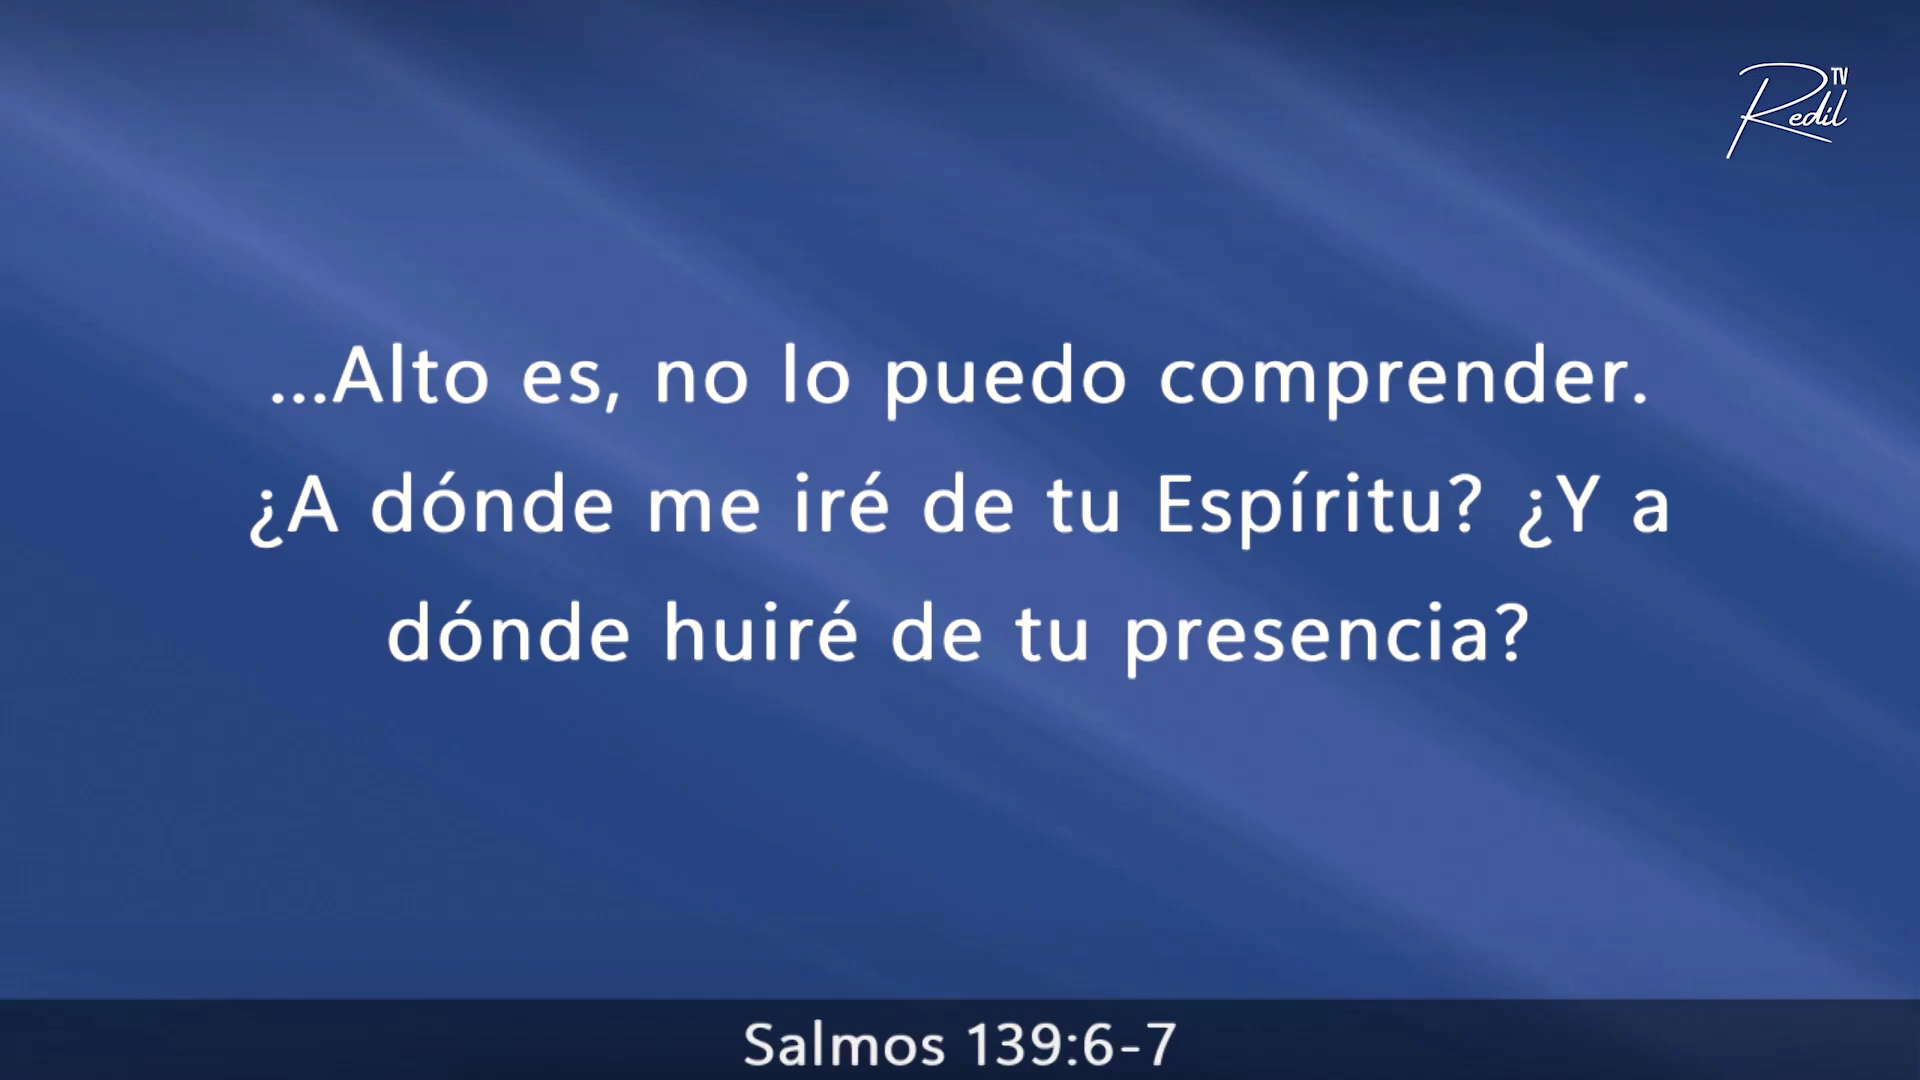 TV
Redil
...Alto es, no lo puedo comprender.
¿A dónde me iré de tu Espíritu? ¿Y a
dónde huiré de tu presencia?
Salmos 139:6-7